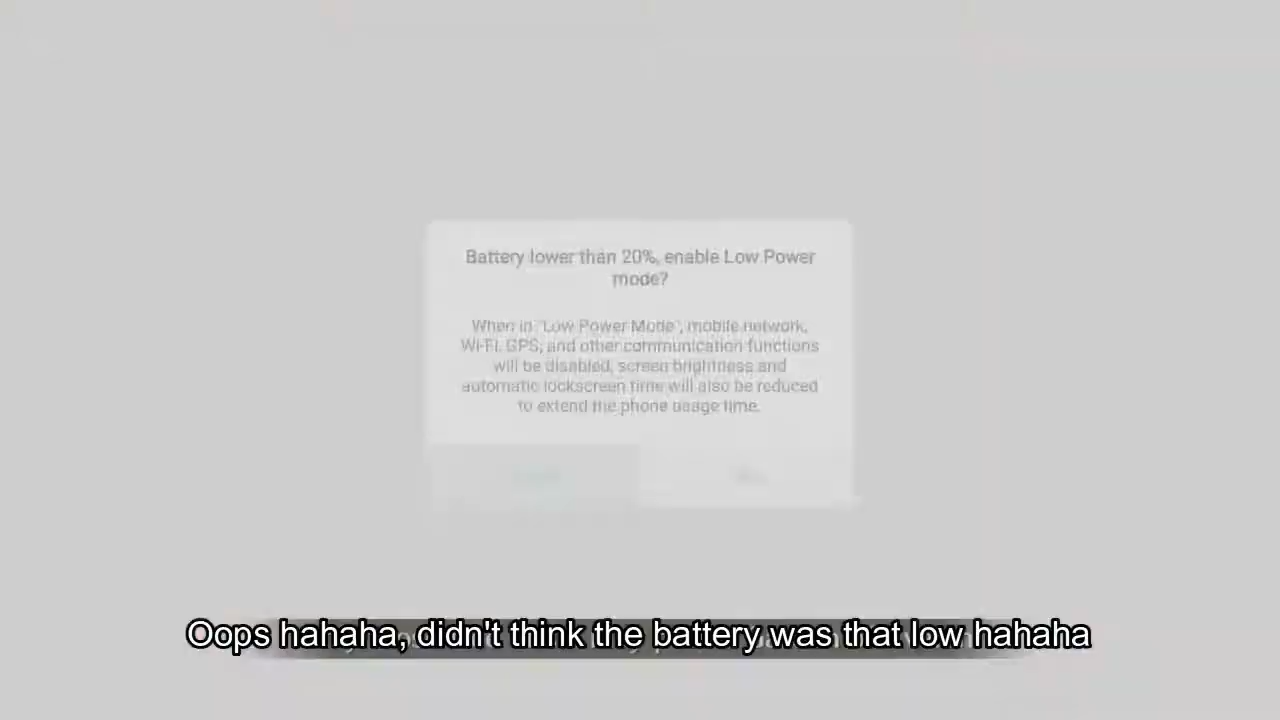 Battery lower than 20%, enable Low Power
mode?
When in "Low Power Mode", mobile network,
Wi-Fi, GPS, and other communication functions
will be disabled, screen brightness and
automatic lockscreen time will also be reduced
to extend the phone usage time.
Oops hahaha, didn't think the battery was that low hahaha